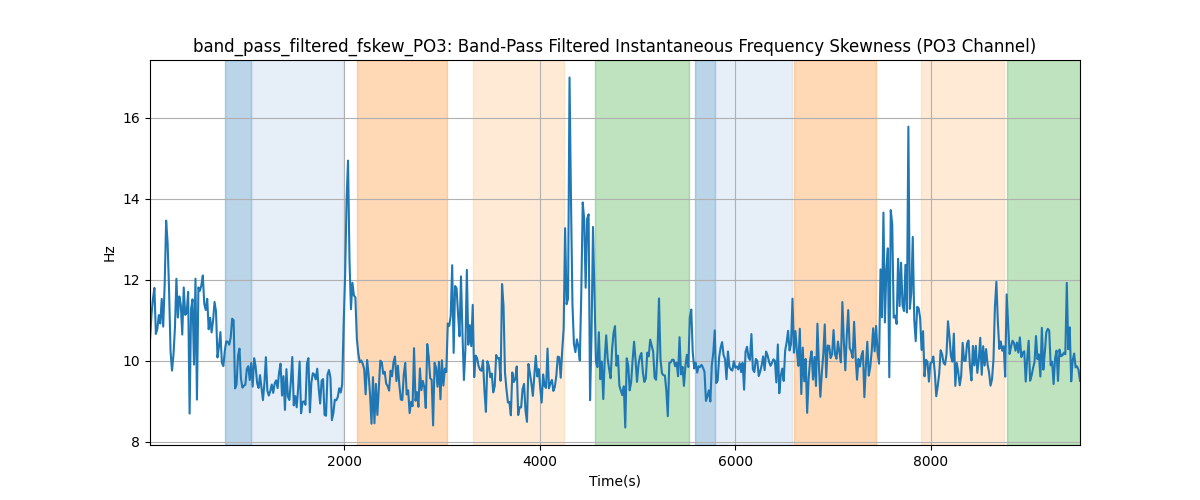 band_pass_filtered_fskew_PO3: Band-Pass Filtered Instantaneous Frequency Skewness (PO3 Channel)
16
14
12
10
8
Hz
2000 4000 6000 8000
Time(s)